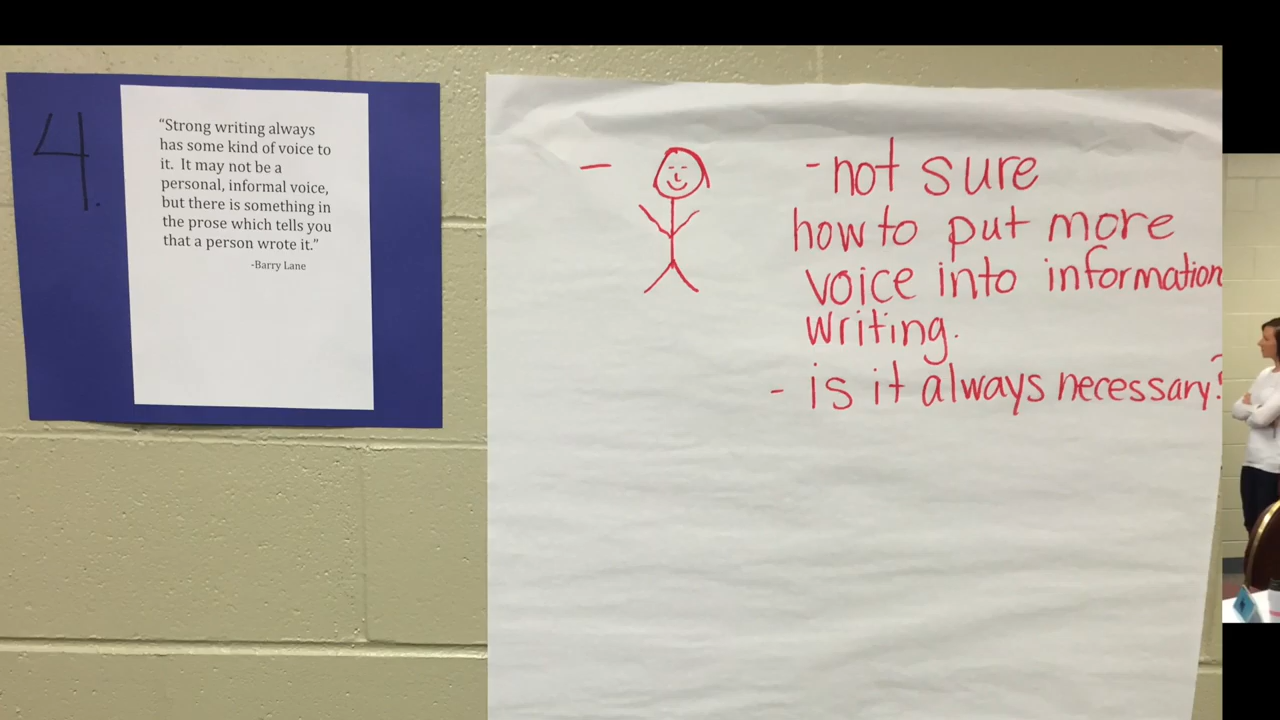 4.
“Strong writing always
has some kind of voice to
it. It may not be a
personal, informal voice,
but there is something in
the prose which tells you
that a person wrote it.”
-Barry Lane
- -not sure
how to put more
voice into information
writing.
- is it always necessary?